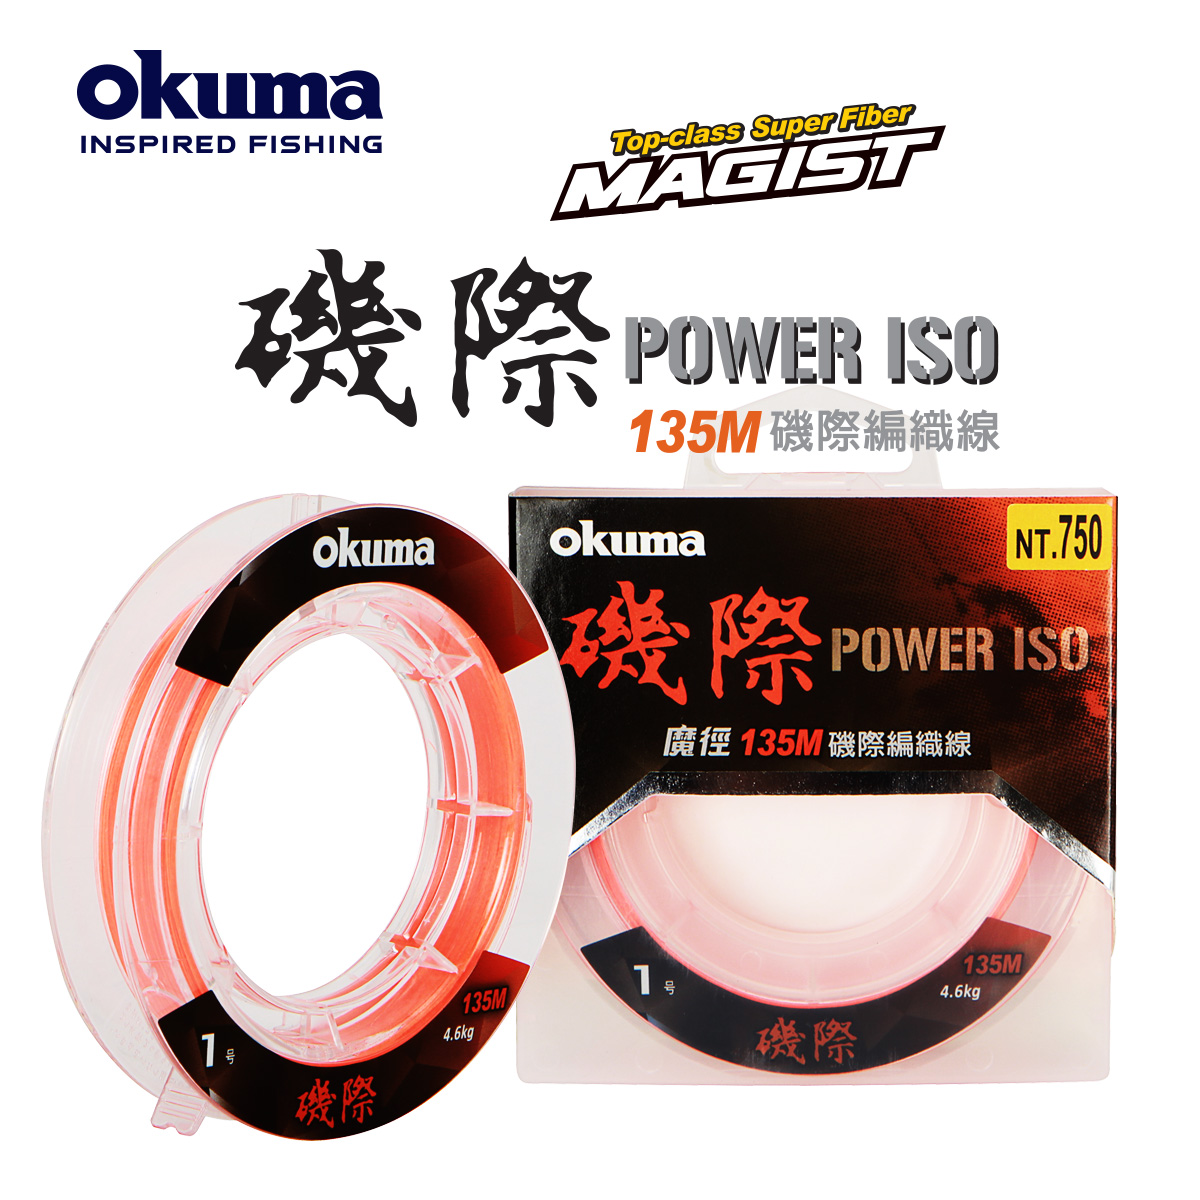 okuma
INSPIRED FISHING
Top-class Super Fiber
MAGIST
磯際 POWER ISO
135M 磯際編織線
okuma
1号
135M
4.6kg
磯際
okuma
NT.750
磯際 POWER ISO
魔徑 135M 磯際編織線
1号
135M
4.6kg
磯際